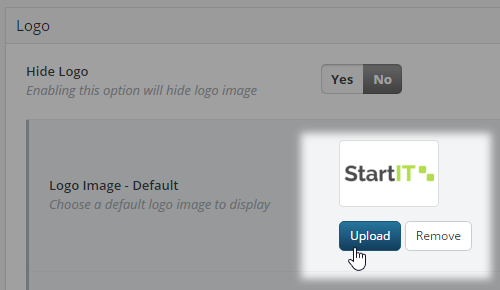 Logo
Hide Logo
Enabling this option will hide logo image
Yes No
StartIT
Logo Image - Default
Choose a default logo image to display
Upload Remove